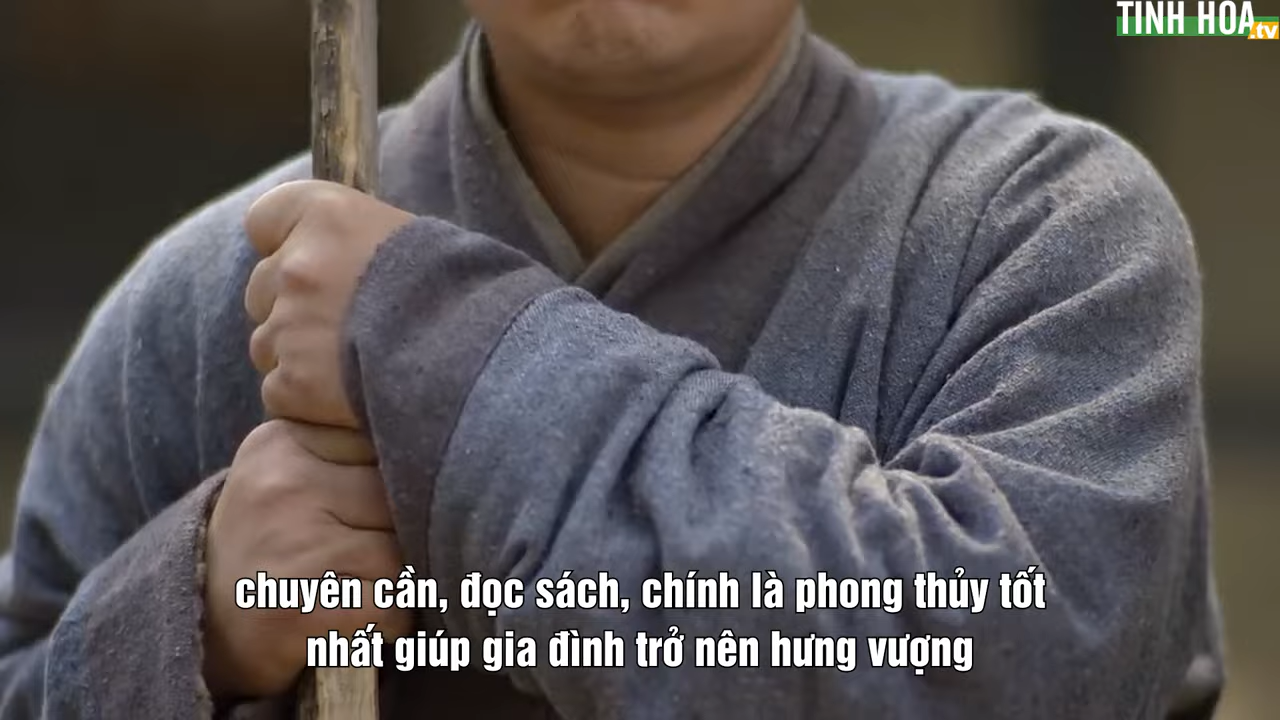 TINH HOA
.tv
chuyên cần, đọc sách, chính là phong thủy tốt
nhất giúp gia đình trở nên hưng vượng